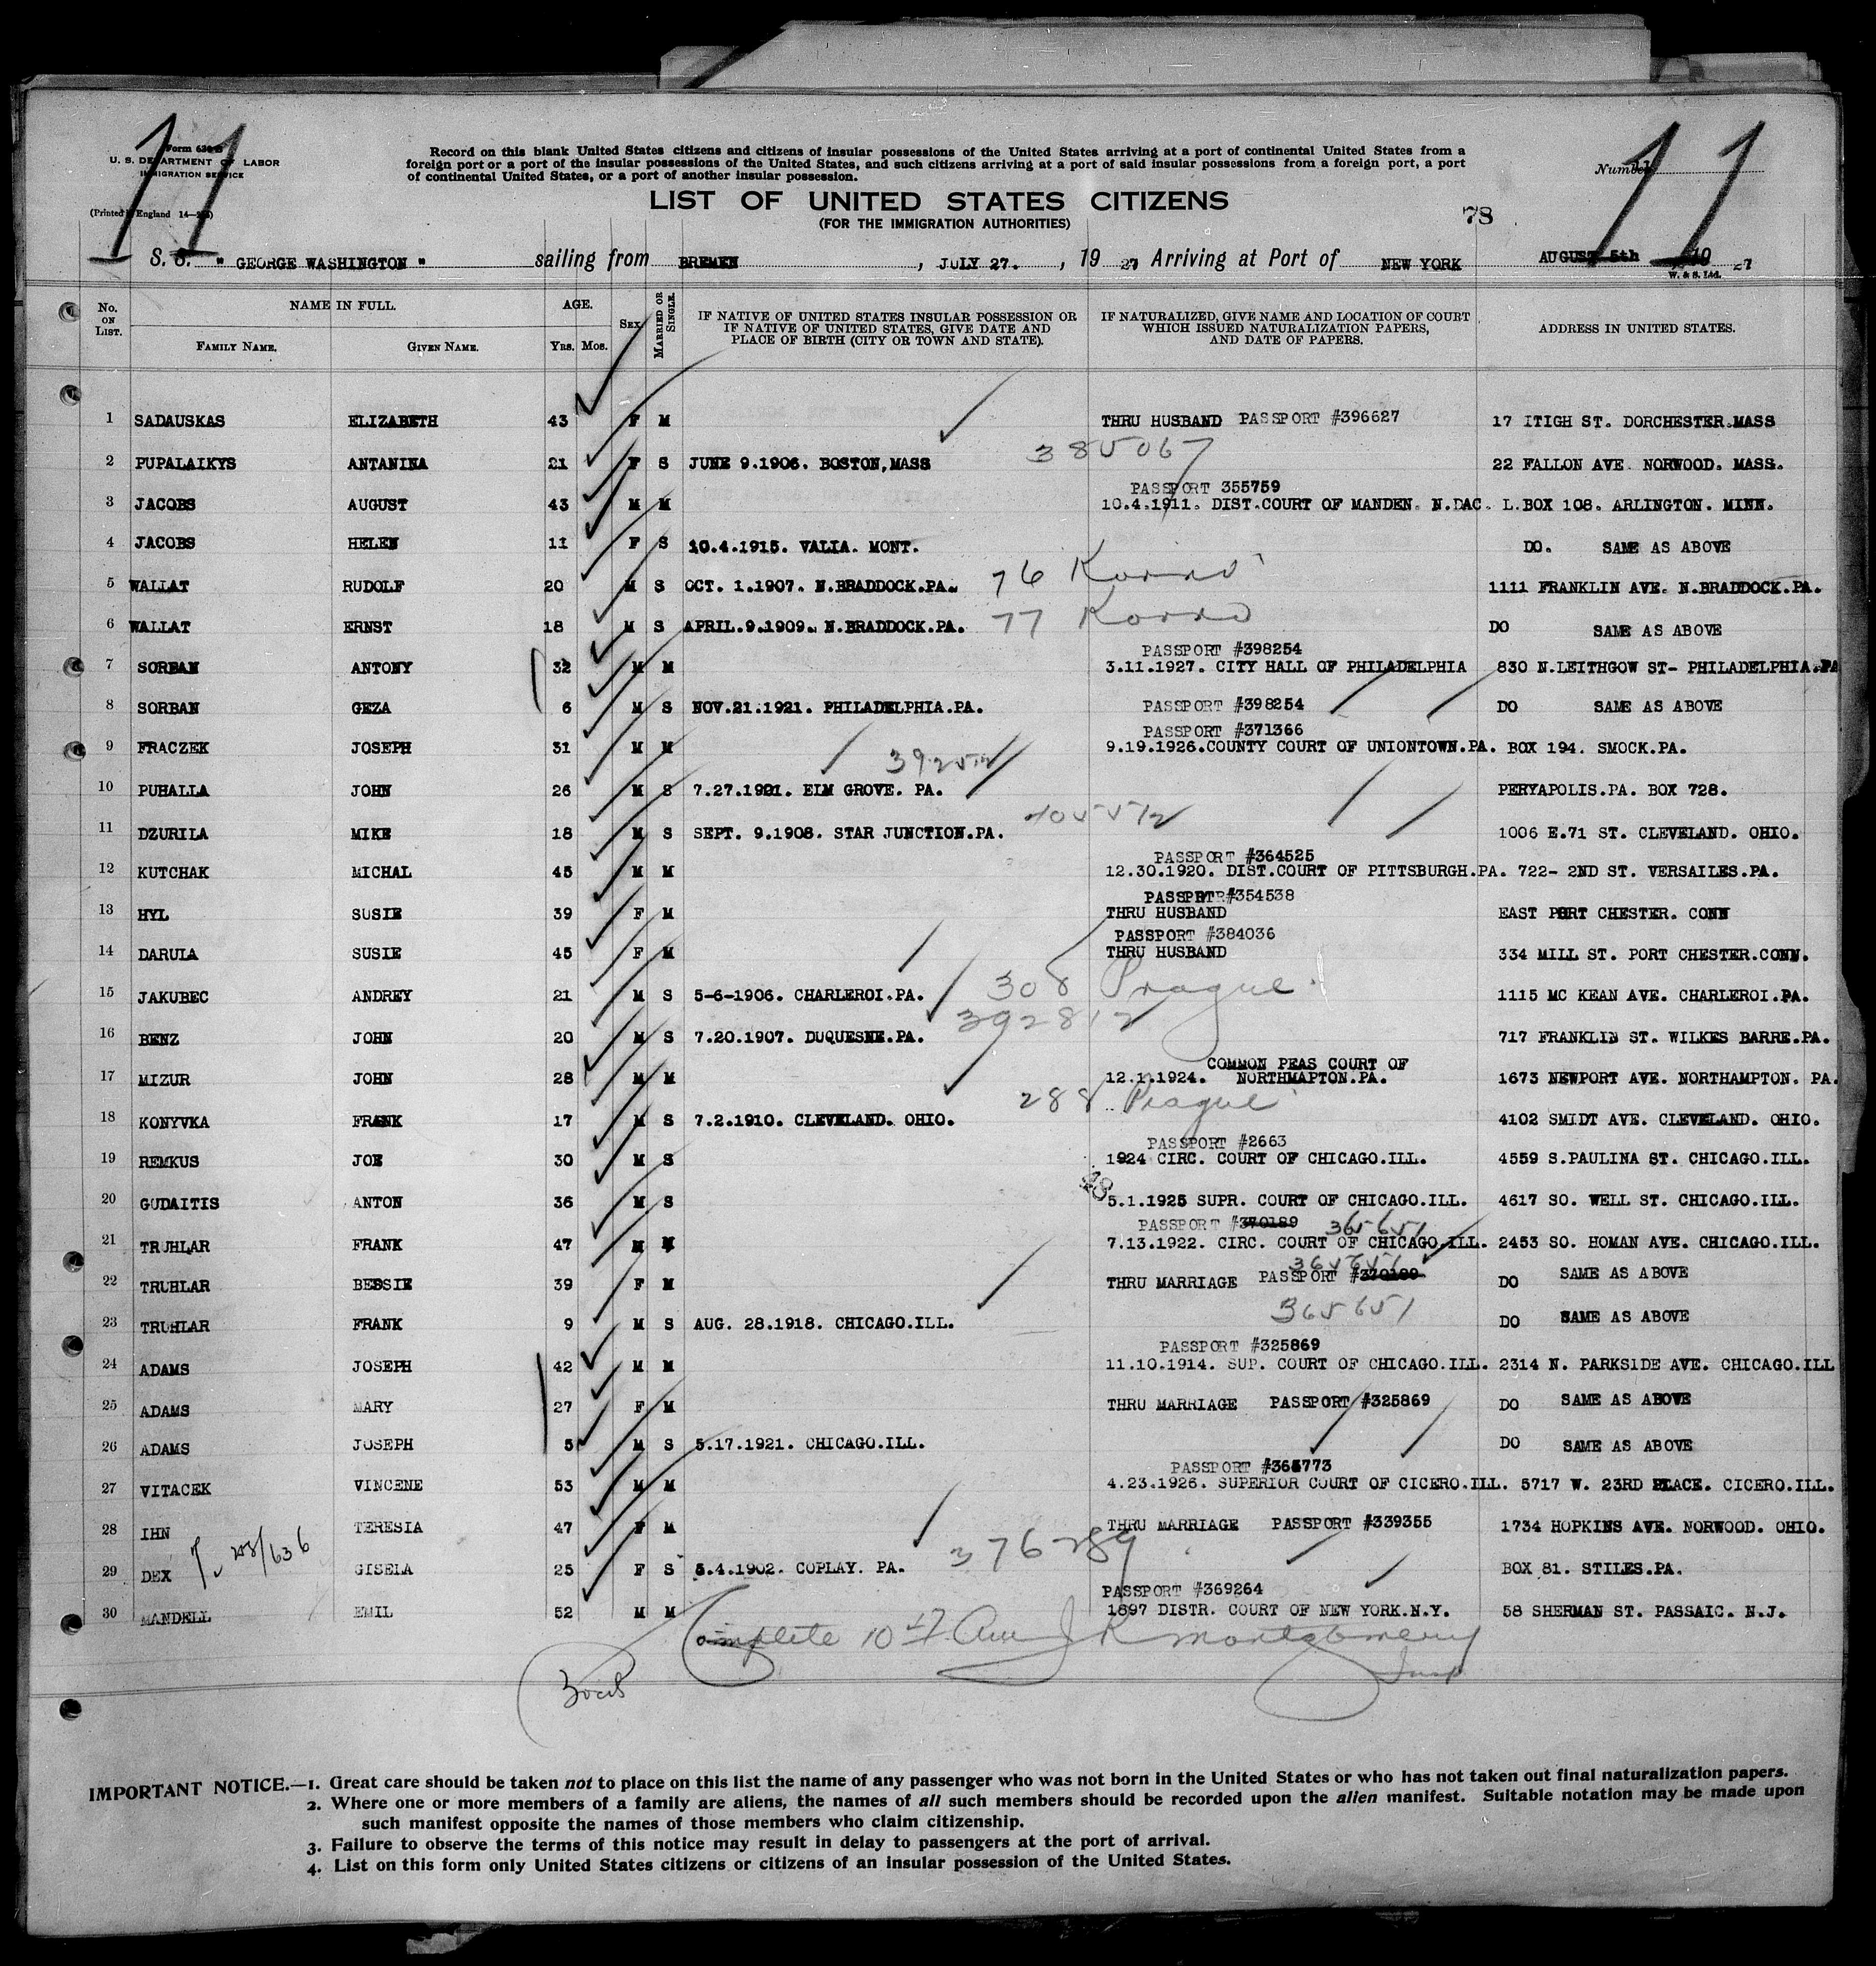 11 11
Form 630 B
U. S. DEPARTMENT OF LABOR
IMMIGRATION SERVICE
(Printed in England
Record on this blank United States citizens and citizens of insular possessions of the United States arriving at a port of continental United States from a
foreign port or a port of the insular possessions of the United States, and such citizens arriving at a port of said insular possessions from a foreign port, a port
of continental United States, or a port of another insular possession.
Number
LIST OF UNITED STATES CITIZENS
(FOR THE IMMIGRATION AUTHORITIES)
78
S. S. " GEORGE WASHINGTON " sailing from BREMEN , JULY 27. , 19 27 Arriving at Port of NEW YORK AUGUST 5th 19 27
W. & S. Ltd.
No. ON LIST. NAME IN FULL. FAMILY NAME. GIVEN NAME. AGE. YRS. MOS. SEX MARRIED OR SINGLE. IF NATIVE OF UNITED STATES INSULAR POSSESSION OR IF NATIVE OF UNITED STATES, GIVE DATE AND PLACE OF BIRTH (CITY OR TOWN AND STATE). IF NATURALIZED, GIVE NAME AND LOCATION OF COURT WHICH ISSUED NATURALIZATION PAPERS, AND DATE OF PAPERS. ADDRESS IN UNITED STATES.
1 SADAUSKAS ELIZABETH 43 F M THRU HUSBAND PASSPORT #396627 17 ITIGH ST. DORCHESTER.MASS
2 PUPALAIKYS ANTANINA 21 F S JUNE 9.1906. BOSTON,MASS 385067 22 FALLON AVE. NORWOOD. MASS.
PASSPORT 355759
3 JACOBS AUGUST 43 M M 10.4.1911. DIST.COURT OF MANDEN. N.DAC. L.BOX 108. ARLINGTON. MINN.
4 JACOBS HELEN 11 F S 10.4.1915. VALIA. MONT. DO. SAME AS ABOVE
5 WALLAT RUDOLF 20 M S OCT. 1.1907. N.BRADDOCK.PA. 76 Kovno 1111 FRANKLIN AVE. N.BRADDOCK.PA.
6 WALLAT ERNST 18 M S APRIL.9.1909. N.BRADDOCK.PA. 77 Kovno DO SAME AS ABOVE
PASSPORT #398254
7 SORBAN ANTONY 32 M M 3.11.1927. CITY HALL OF PHILADELPHIA 830 N.LEITHGOW ST- PHILADELPHIA.PA
8 SORBAN GEZA 6 M S NOV.21.1921. PHILADELPHIA.PA. PASSPORT #398254 DO SAME AS ABOVE
PASSPORT #371366
9 FRACZEK JOSEPH 31 M M 9.19.1926.COUNTY COURT OF UNIONTOWN.PA. BOX 194. SMOCK.PA.
10 PUHALLA JOHN 26 M S 7.27.1901. ELM GROVE. PA. PERYAPOLIS.PA. BOX 728.
11 DZURILA MIKE 18 M S SEPT. 9.1908. STAR JUNCTION.PA. 1006 E.71 ST. CLEVELAND. OHIO.
PASSPORT #364525
12 KUTCHAK MICHAL 45 M M 12.30.1920. DIST.COURT OF PITTSBURGH.PA. 722- 2ND ST. VERSAILES.PA.
#354538
13 HYL SUSIE 39 F M THRU HUSBAND EAST PORT CHESTER. CONN
PASSPORT #384036
14 DARULA SUSIE 45 F M THRU HUSBAND 334 MILL ST. PORT CHESTER.CONN.
15 JAKUBEC ANDREY 21 M S 5-6-1906. CHARLEROI.PA. 308 Prague 1115 MC KEAN AVE. CHARLEROI.PA.
16 BENZ JOHN 20 M S 7.20.1907. DUQUESNE.PA. 392812 717 FRANKLIN ST. WILKES BARRE.PA.
COMMON PEAS COURT OF
17 MIZUR JOHN 28 M M 12.1.1924. NORTHMAPTON.PA. 1673 NEWPORT AVE. NORTHAMPTON. PA.
18 KONYVKA FRANK 17 M S 7.2.1910. CLEVELAND. OHIO. 288 Prague 4102 SMIDT AVE. CLEVELAND. OHIO.
PASSPORT #2663
19 REMKUS JOE 30 M S 1924 CIRC. COURT OF CHICAGO.ILL. 4559 S.PAULINA ST. CHICAGO.ILL.
20 GUDAITIS ANTON 36 M S 5.1.1925 SUPR. COURT OF CHICAGO.ILL. 4617 SO. WELL ST. CHICAGO.ILL.
PASSPORT #370189 365651
21 TRUHLAR FRANK 47 M M 7.13.1922. CIRC. COURT OF CHICAGO.ILL. 2453 SO. HOMAN AVE. CHICAGO.ILL.
365651
22 TRUHLAR BESSIE 39 F M THRU MARRIAGE PASSPORT #370189 DO SAME AS ABOVE
23 TRUHLAR FRANK 9 M S AUG. 28.1918. CHICAGO.ILL. 365651 DO SAME AS ABOVE
PASSPORT #325869
24 ADAMS JOSEPH 42 M M 11.10.1914. SUP. COURT OF CHICAGO.ILL. 2314 N. PARKSIDE AVE. CHICAGO.ILL
25 ADAMS MARY 27 F M THRU MARRIAGE PASSPORT #325869 DO SAME AS ABOVE
26 ADAMS JOSEPH 5 M S 5.17.1921. CHICAGO.ILL. DO SAME AS ABOVE
PASSPORT
27 VITACEK VINCENE 53 M M 4.23.1926. SUPERIOR COURT OF CICERO.ILL. 5717 W. 23RD PLACE. CICERO.ILL.
28 IHN TERESIA 47 F M THRU MARRIAGE PASSPORT #339355 1734 HOPKINS AVE. NORWOOD. OHIO.
29 DEX GISELA 25 F S 5.4.1902. COPLAY. PA. 376289 BOX 81. STILES.PA.
PASSPORT #369264
30 MANDELL EMIL 52 M M 1897 DISTR. COURT OF NEW YORK.N.Y. 58 SHERMAN ST. PASSAIC. N.J.
Complete 10 J R Montgomery
Insp
IMPORTANT NOTICE.—1. Great care should be taken not to place on this list the name of any passenger who was not born in the United States or who has not taken out final naturalization papers.
2. Where one or more members of a family are aliens, the names of all such members should be recorded upon the alien manifest. Suitable notation may be made upon
such manifest opposite the names of those members who claim citizenship.
3. Failure to observe the terms of this notice may result in delay to passengers at the port of arrival.
4. List on this form only United States citizens or citizens of an insular possession of the United States.